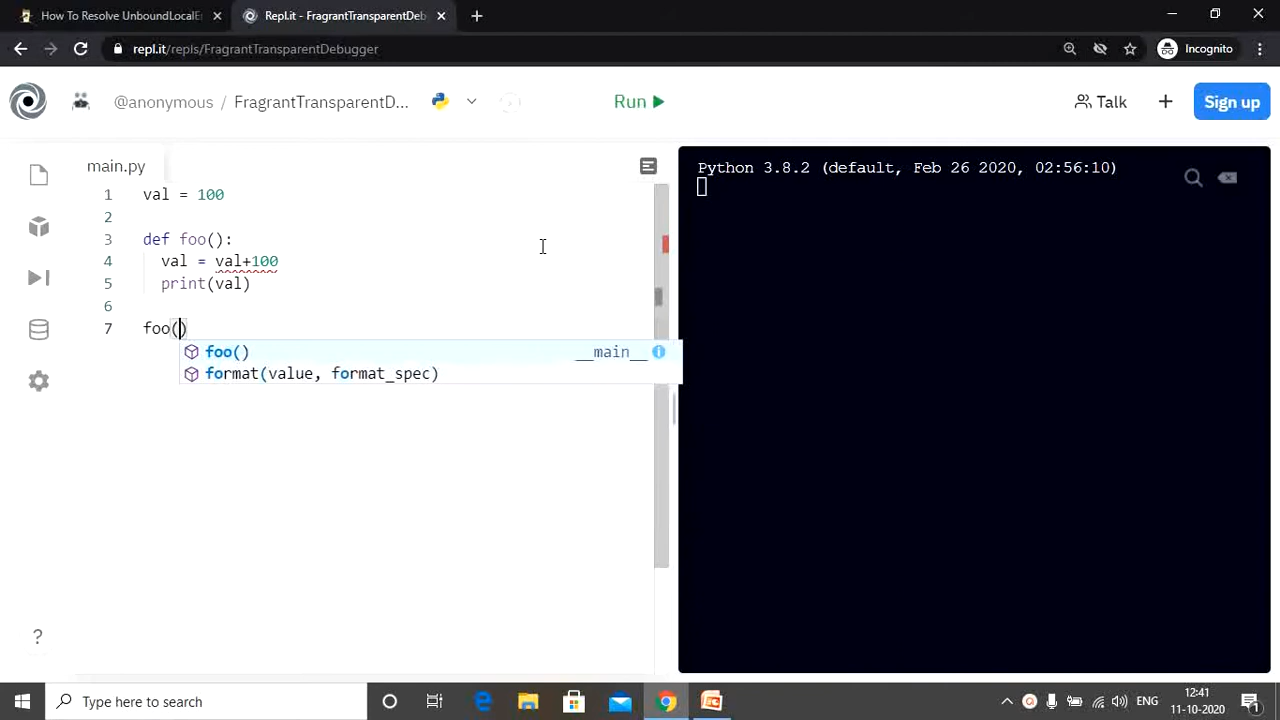 How To Resolve UnboundLocalE
Repl.it - FragrantTransparentDeb
repl.it/repls/FragrantTransparentDebugger
Incognito
@anonymous / FragrantTransparentD...
Run
Talk
Sign up
main.py
1 val = 100
2
3 def foo():
4 val = val+100
5 print(val)
6
7 foo()
foo() __main__
format(value, format_spec)
Python 3.8.2 (default, Feb 26 2020, 02:56:10)
?
Type here to search
ENG
12:41
11-10-2020
1